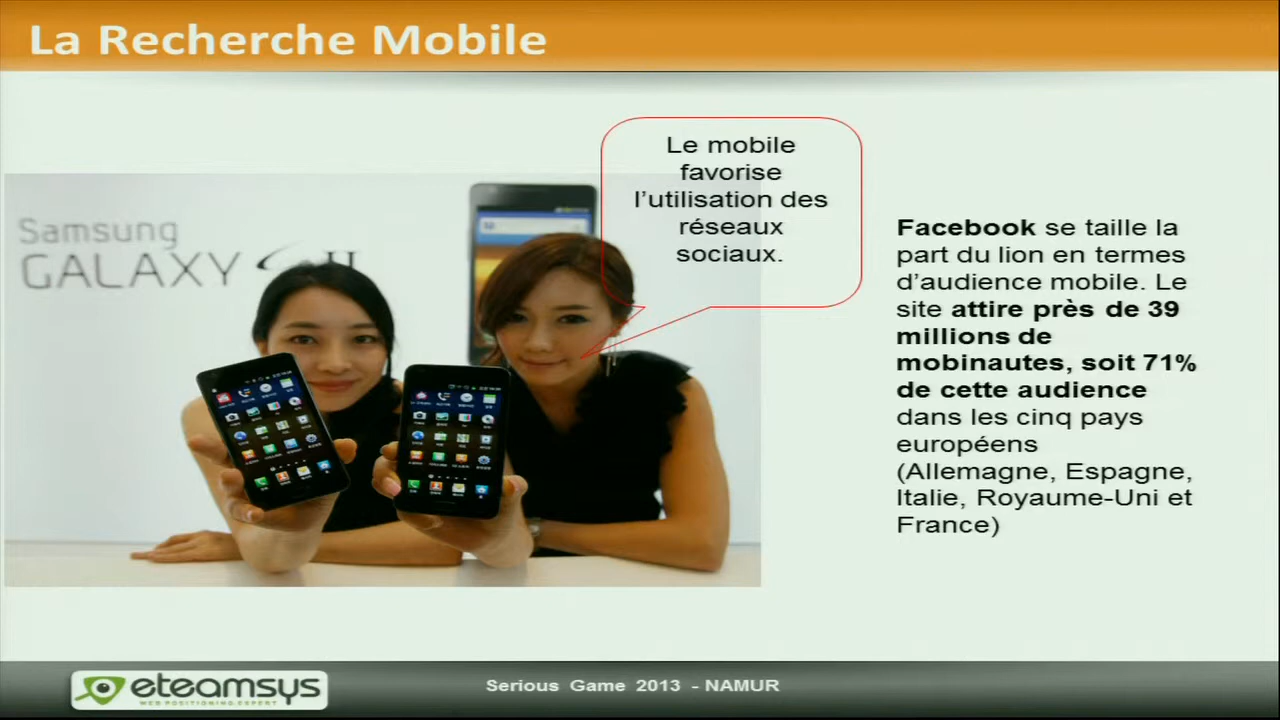 La Recherche Mobile
Le mobile
favorise
l’utilisation des
réseaux
sociaux.
Samsung
GALAXY S II
Facebook se taille la
part du lion en termes
d’audience mobile. Le
site attire près de 39
millions de
mobinautes, soit 71%
de cette audience
dans les cinq pays
européens
(Allemagne, Espagne,
Italie, Royaume-Uni et
France)
eteamsys
WEB POSITIONING EXPERT
Serious Game 2013 - NAMUR